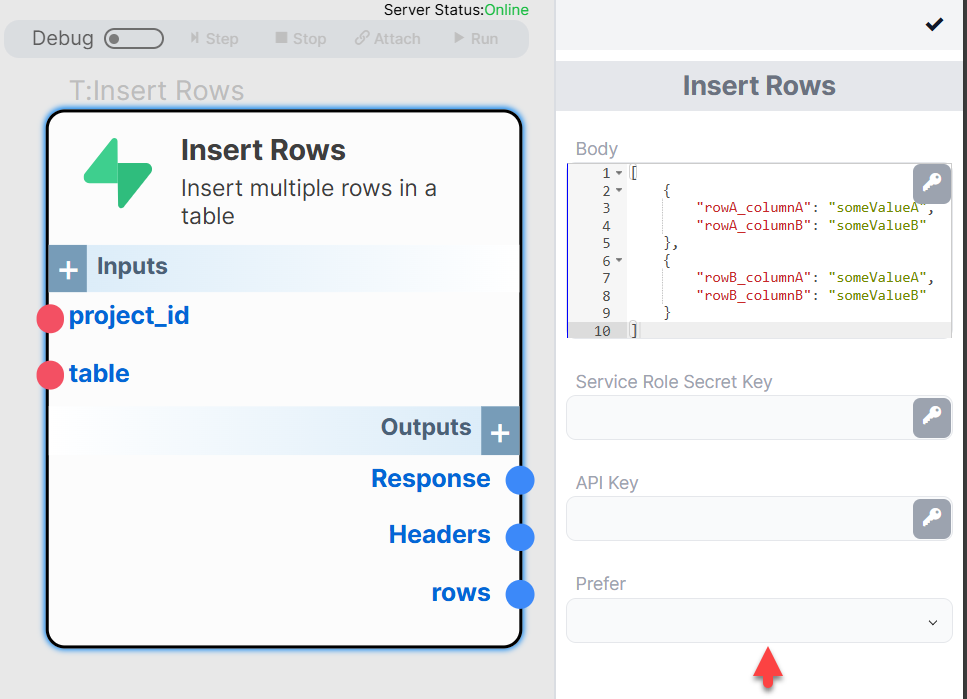 Server Status:Online
Debug Step Stop Attach Run
T:Insert Rows
Insert Rows
Insert multiple rows in a
table
+ Inputs
project_id
table
Outputs +
Response
Headers
rows
Insert Rows
Body
1 [
2 {
3 "rowA_columnA": "someValueA",
4 "rowA_columnB": "someValueB"
5 },
6 {
7 "rowB_columnA": "someValueA",
8 "rowB_columnB": "someValueB"
9 }
10 ]
Service Role Secret Key
API Key
Prefer